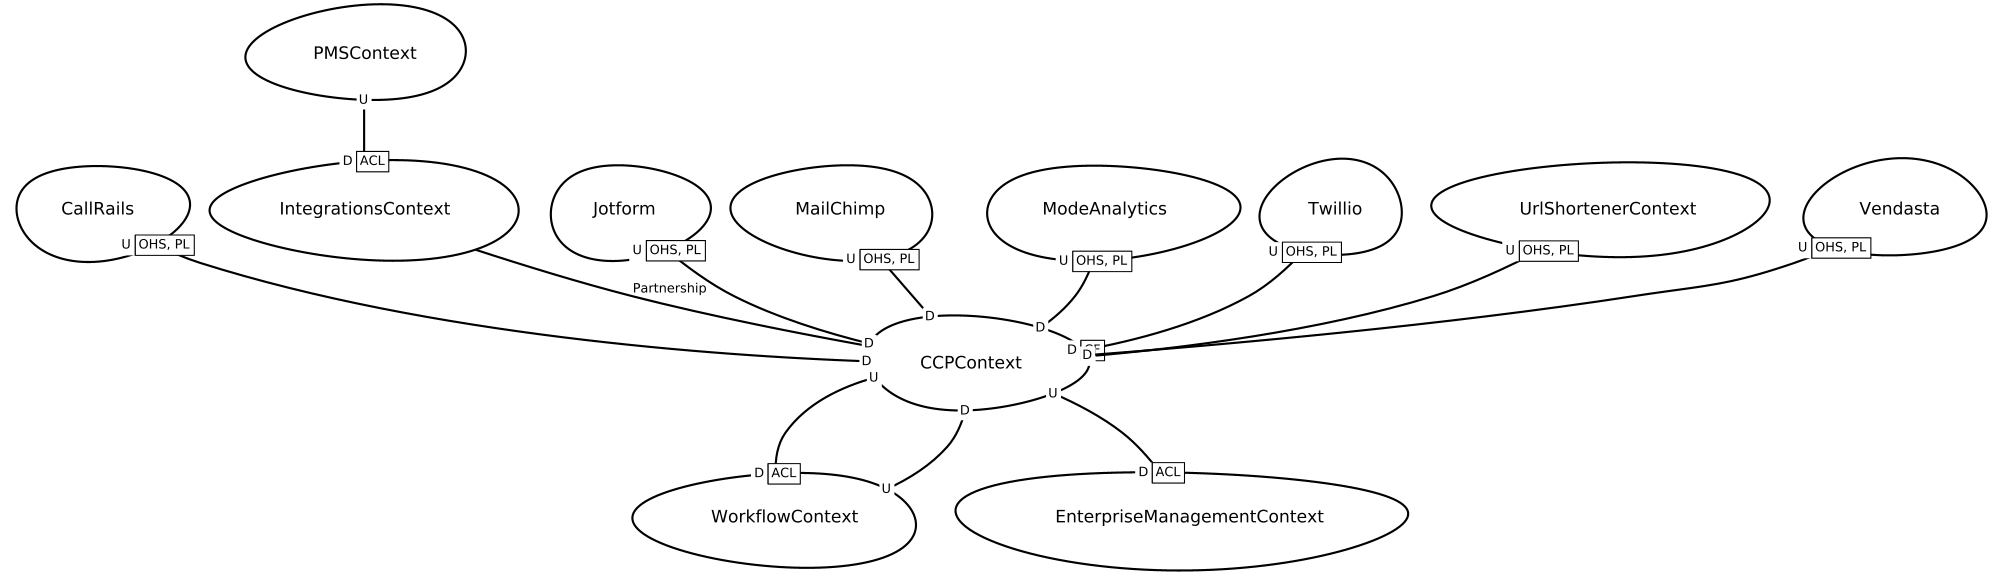 PMSContext
U
D ACL
CallRails
IntegrationsContext
Jotform
MailChimp
ModeAnalytics
Twillio
UrlShortenerContext
Vendasta
U OHS, PL
U OHS, PL
U OHS, PL
U OHS, PL
U OHS, PL
U OHS, PL
U OHS, PL
Partnership
D
D
D
D
D
D
CCPContext
U
D
U
D ACL
U
D ACL
WorkflowContext
EnterpriseManagementContext